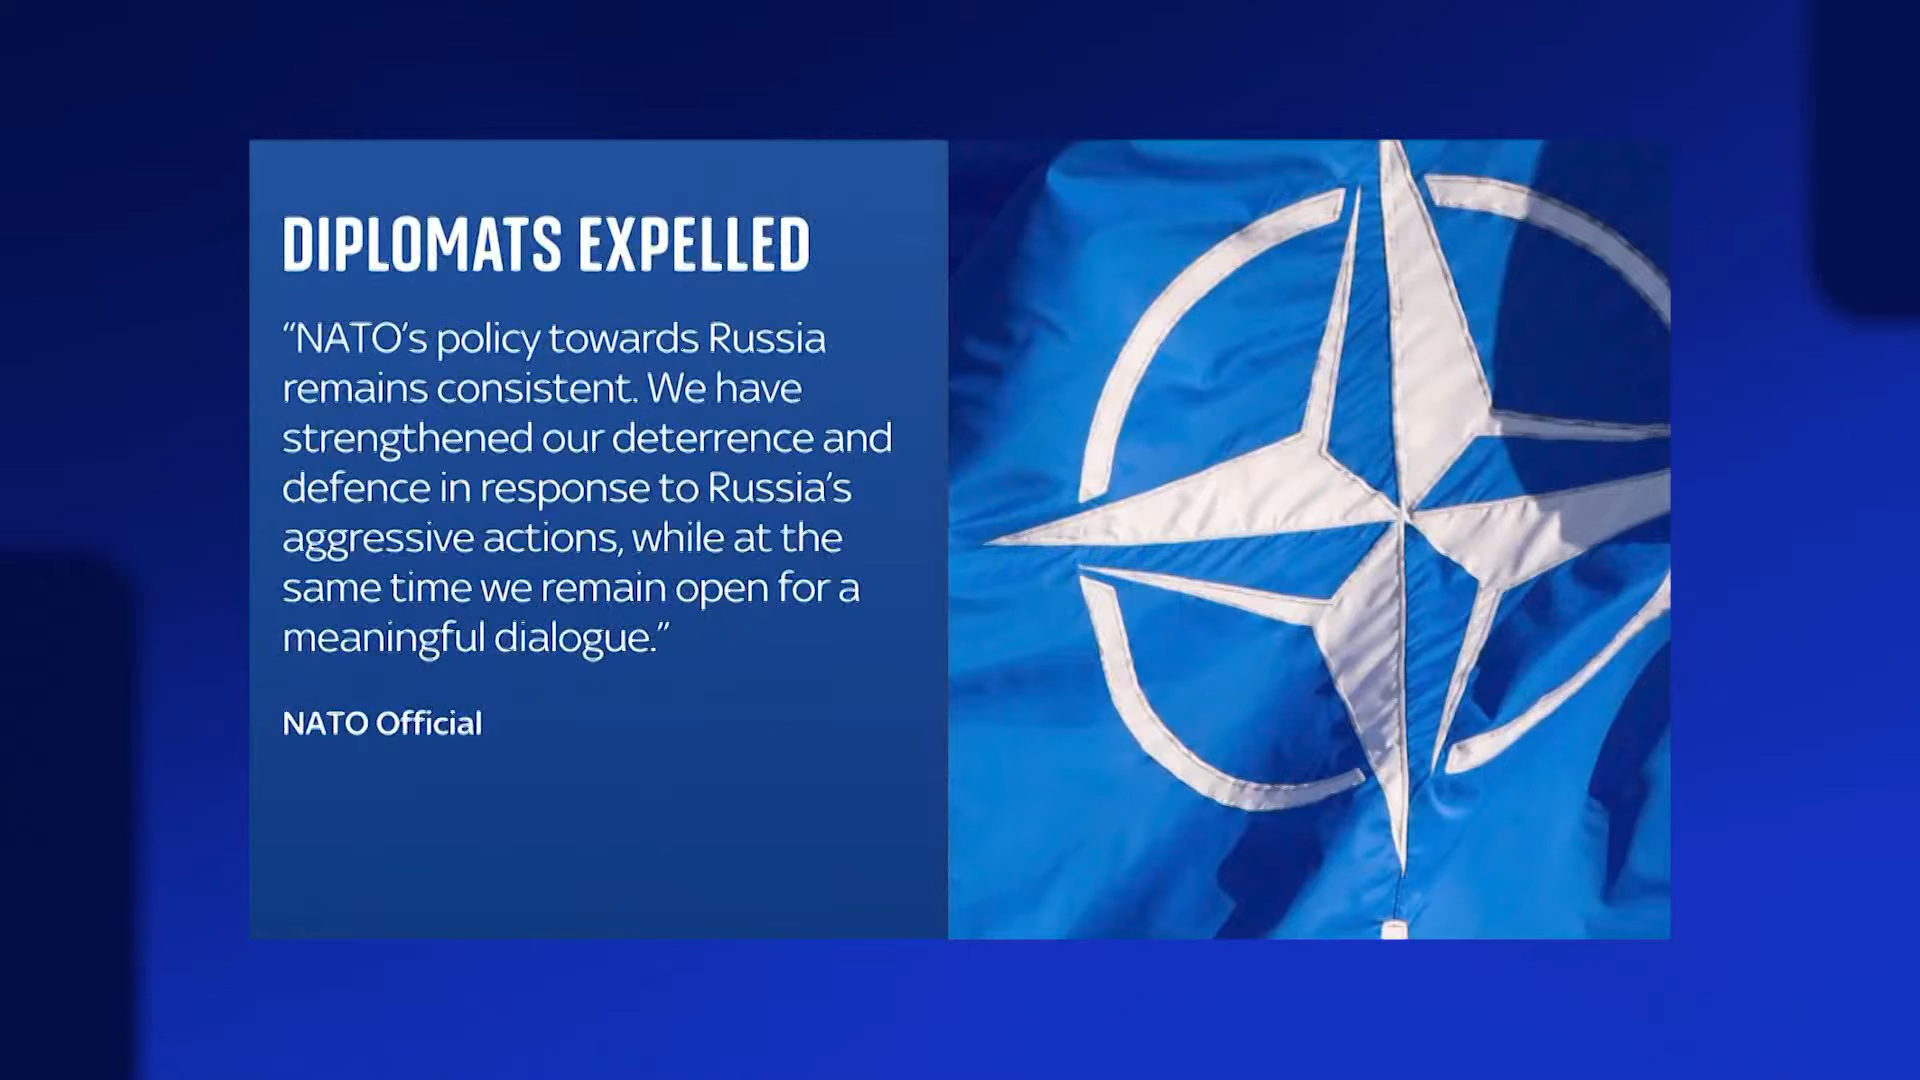 DIPLOMATS EXPELLED
“NATO’s policy towards Russia
remains consistent. We have
strengthened our deterrence and
defence in response to Russia’s
aggressive actions, while at the
same time we remain open for a
meaningful dialogue.”
NATO Official